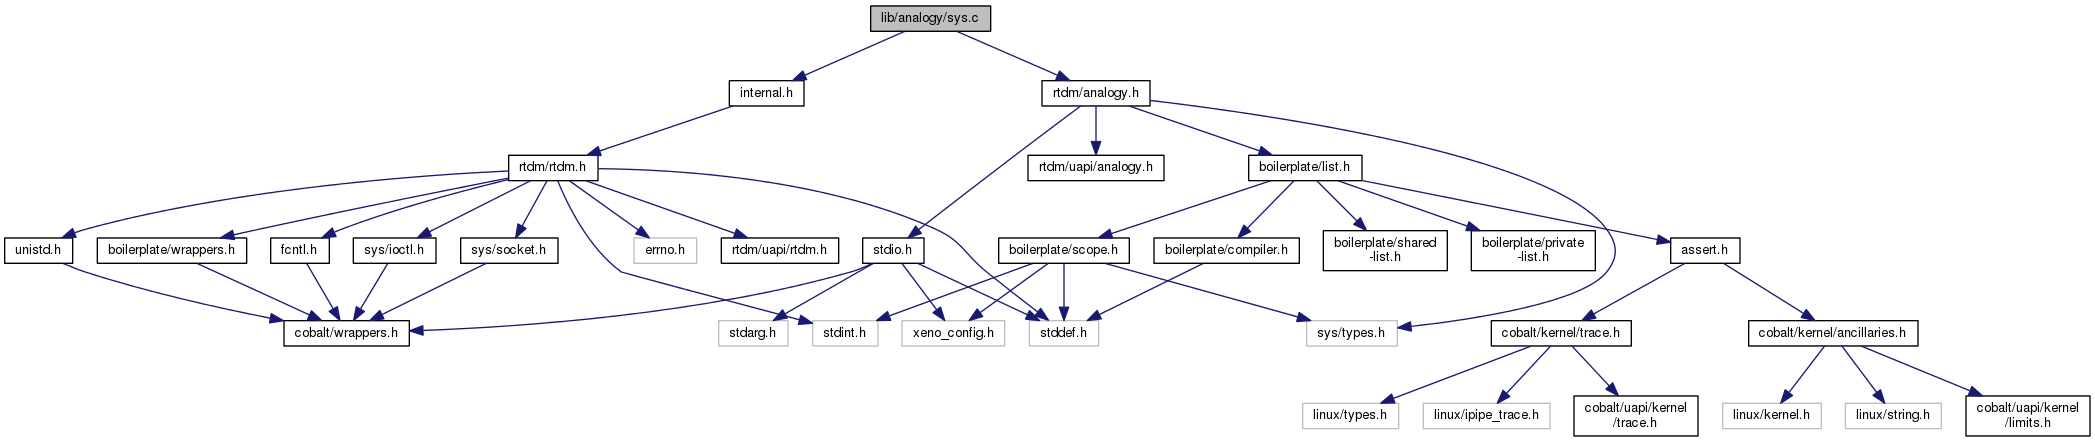 lib/analogy/sys.c
internal.h
rtdm/analogy.h
rtdm/rtdm.h
rtdm/uapi/analogy.h
boilerplate/list.h
unistd.h
boilerplate/wrappers.h
fcntl.h
sys/ioctl.h
sys/socket.h
errno.h
rtdm/uapi/rtdm.h
stdio.h
boilerplate/scope.h
boilerplate/compiler.h
boilerplate/shared
-list.h
boilerplate/private
-list.h
assert.h
cobalt/wrappers.h
stdarg.h
stdint.h
xeno_config.h
stddef.h
sys/types.h
cobalt/kernel/trace.h
cobalt/kernel/ancillaries.h
linux/types.h
linux/ipipe_trace.h
cobalt/uapi/kernel
/trace.h
linux/kernel.h
linux/string.h
cobalt/uapi/kernel
/limits.h